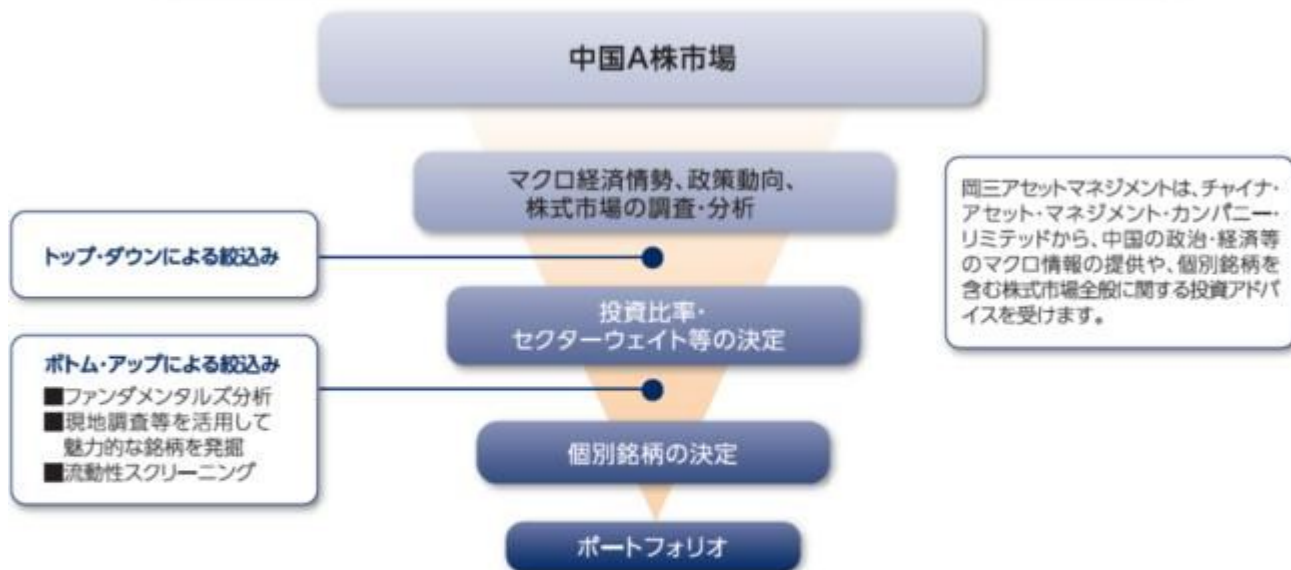 中国A株市場
マクロ経済情勢、政策動向、
株式市場の調査・分析
トップ・ダウンによる絞込み
投資比率・
セクターウェイト等の決定
ボトム・アップによる絞込み
■ファンダメンタルズ分析
■現地調査等を活用して
魅力的な銘柄を発掘
■流動性スクリーニング
個別銘柄の決定
ポートフォリオ
岡三アセットマネジメントは、チャイナ・
アセット・マネジメント・カンパニー・
リミテッドから、中国の政治・経済等
のマクロ情報の提供や、個別銘柄を
含む株式市場全般に関する投資アドバ
イスを受けます。